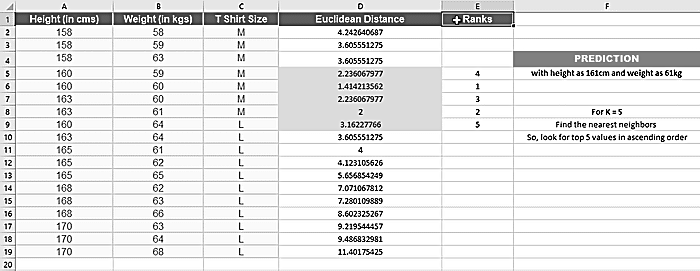 A B C D E F
1 Height (in cms) Weight (in kgs) T Shirt Size Euclidean Distance Ranks
2 158 58 M 4.242640687
3 158 59 M 3.605551275
4 158 63 M 3.605551275 PREDICTION
5 160 59 M 2.236067977 4 with height as 161cm and weight as 61kg
6 160 60 M 1.414213562 1
7 163 60 M 2.236067977 3
8 163 61 M 2 2 For K = 5
9 160 64 L 3.16227766 5 Find the nearest neighbors
10 163 64 L 3.605551275 So, look for top 5 values in ascending order
11 165 61 L 4
12 165 62 L 4.123105626
13 165 65 L 5.656854249
14 168 62 L 7.071067812
15 168 63 L 7.280109889
16 168 66 L 8.602325267
17 170 63 L 9.219544457
18 170 64 L 9.486832981
19 170 68 L 11.40175425
20